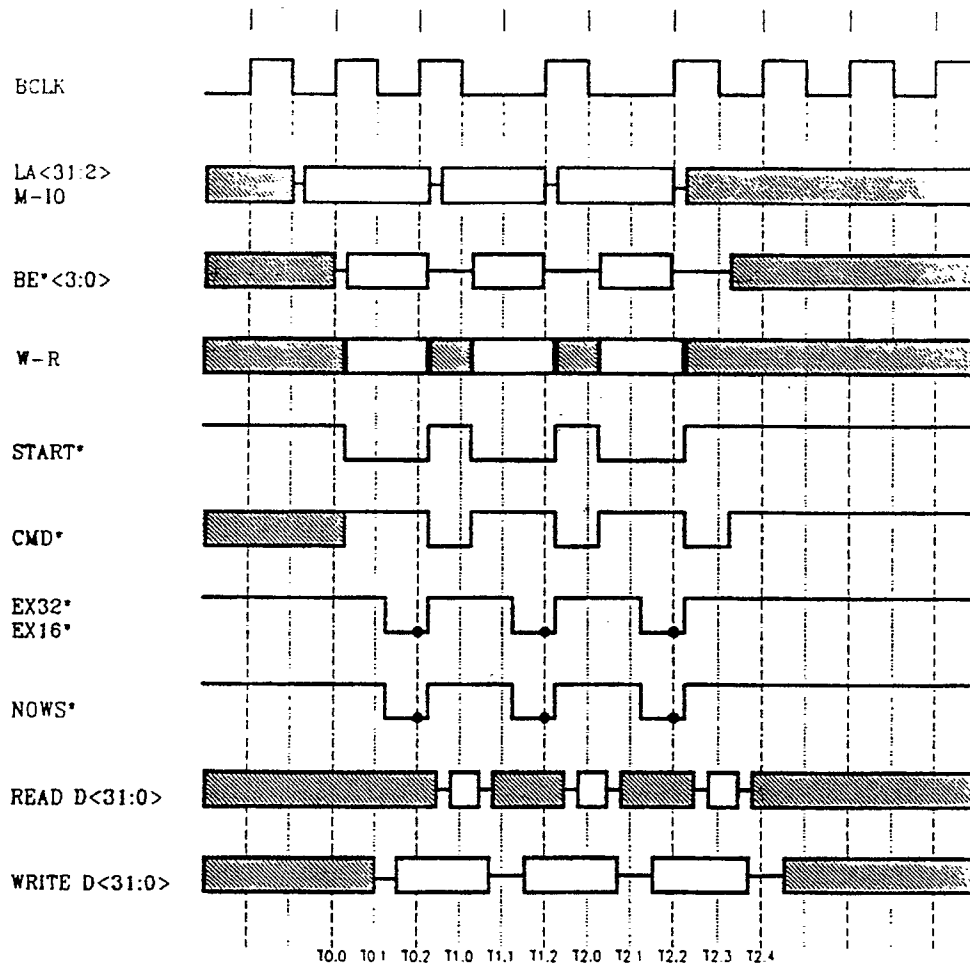 BCLK
LA<31:2>
M-IO
BE*<3:0>
W-R
START*
CMD*
EX32*
EX16*
NOWS*
READ D<31:0>
WRITE D<31:0>
T0.0 T0.1 T0.2 T1.0 T1.1 T1.2 T2.0 T2.1 T2.2 T2.3 T2.4